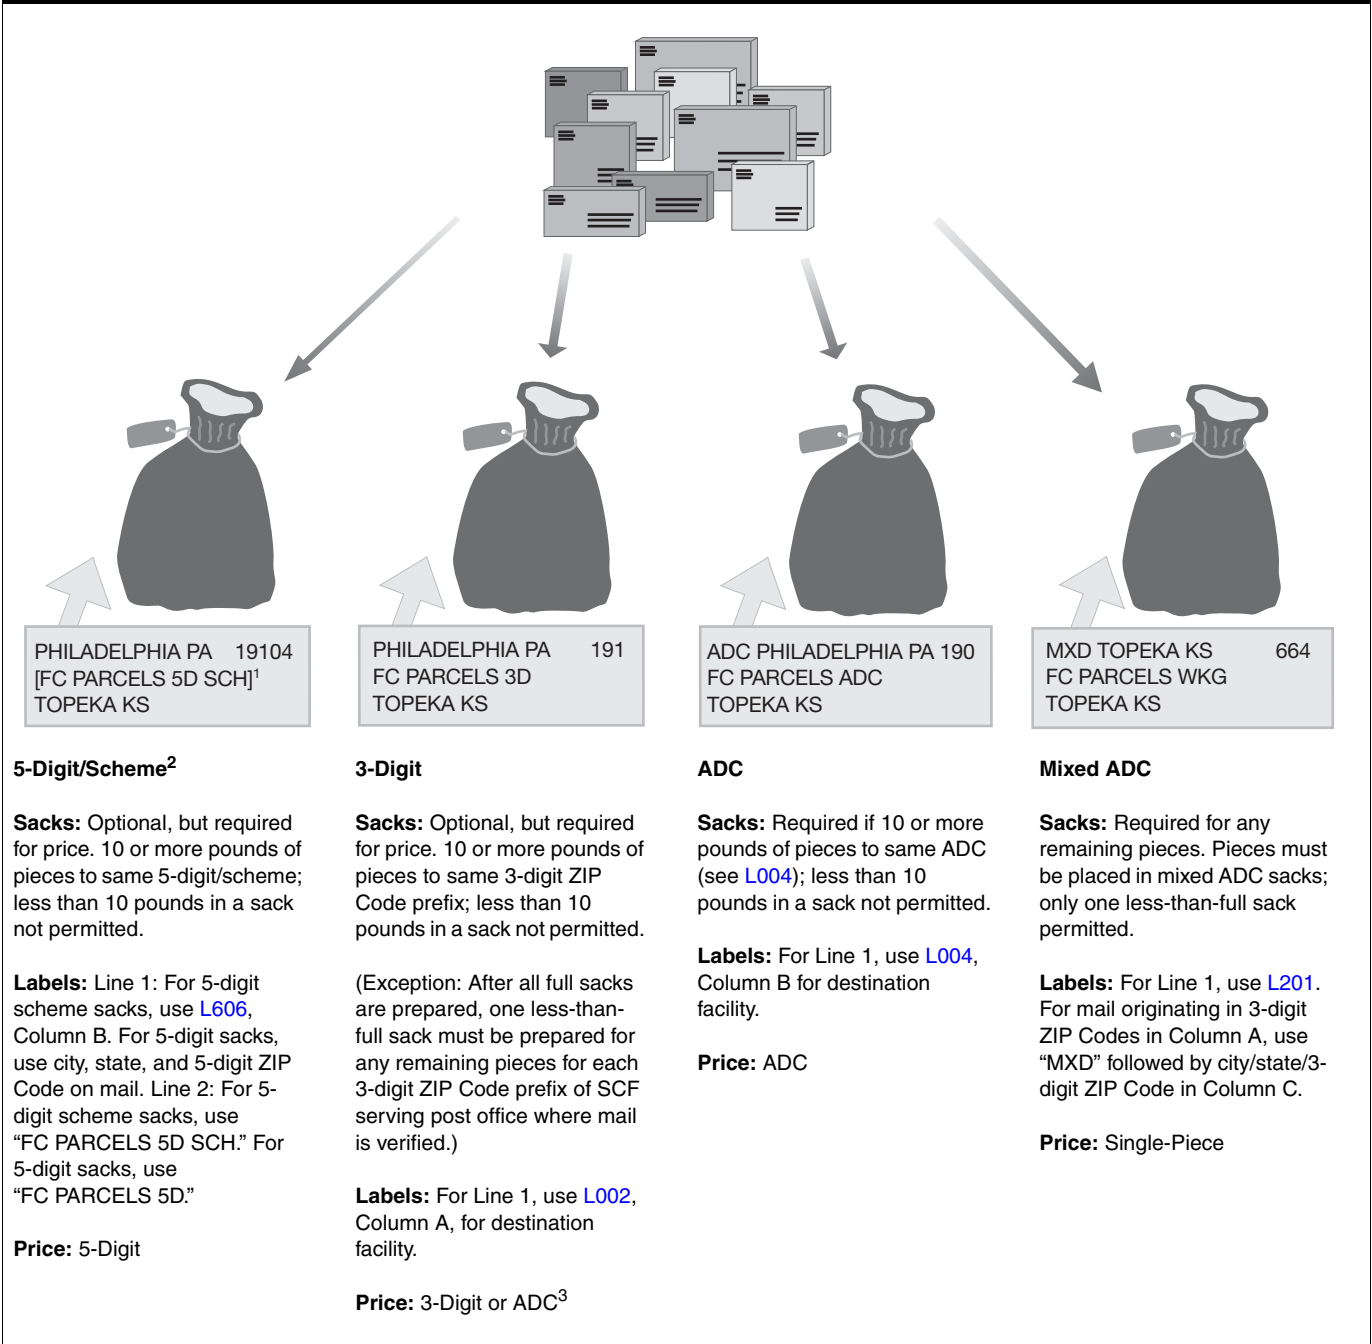 PHILADELPHIA PA 19104
[FC PARCELS 5D SCH]1
TOPEKA KS
PHILADELPHIA PA 191
FC PARCELS 3D
TOPEKA KS
ADC PHILADELPHIA PA 190
FC PARCELS ADC
TOPEKA KS
MXD TOPEKA KS 664
FC PARCELS WKG
TOPEKA KS
5-Digit/Scheme2
Sacks: Optional, but required
for price. 10 or more pounds of
pieces to same 5-digit/scheme;
less than 10 pounds in a sack
not permitted.
Labels: Line 1: For 5-digit
scheme sacks, use L606,
Column B. For 5-digit sacks,
use city, state, and 5-digit ZIP
Code on mail. Line 2: For 5-
digit scheme sacks, use
“FC PARCELS 5D SCH.” For
5-digit sacks, use
“FC PARCELS 5D.”
Price: 5-Digit
3-Digit
Sacks: Optional, but required
for price. 10 or more pounds of
pieces to same 3-digit ZIP
Code prefix; less than 10
pounds in a sack not permitted.
(Exception: After all full sacks
are prepared, one less-than-
full sack must be prepared for
any remaining pieces for each
3-digit ZIP Code prefix of SCF
serving post office where mail
is verified.)
Labels: For Line 1, use L002,
Column A, for destination
facility.
Price: 3-Digit or ADC3
ADC
Sacks: Required if 10 or more
pounds of pieces to same ADC
(see L004); less than 10
pounds in a sack not permitted.
Labels: For Line 1, use L004,
Column B for destination
facility.
Price: ADC
Mixed ADC
Sacks: Required for any
remaining pieces. Pieces must
be placed in mixed ADC sacks;
only one less-than-full sack
permitted.
Labels: For Line 1, use L201.
For mail originating in 3-digit
ZIP Codes in Column A, use
“MXD” followed by city/state/3-
digit ZIP Code in Column C.
Price: Single-Piece